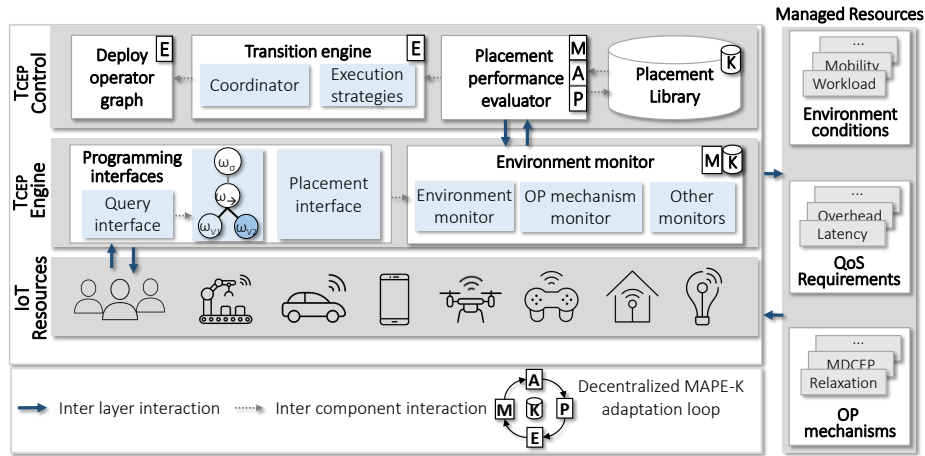 Managed Resources
TCEP
Control
Deploy
operator
graph
E
Transition engine
E
Coordinator
Execution
strategies
Placement
performance
evaluator
M
A
P
Placement
Library
K
...
Mobility
Workload
Environment
conditions
TCEP
Engine
Programming
interfaces
Query
interface
ωσ
ω→
ωV1
ωV2
Placement
interface
Environment monitor
M
K
Environment
monitor
OP mechanism
monitor
Other
monitors
...
Overhead
Latency
QoS
Requirements
IoT
Resources
...
MDCEP
Relaxation
OP
mechanisms
Inter layer interaction
Inter component interaction
A
M
K
P
E
Decentralized MAPE-K
adaptation loop